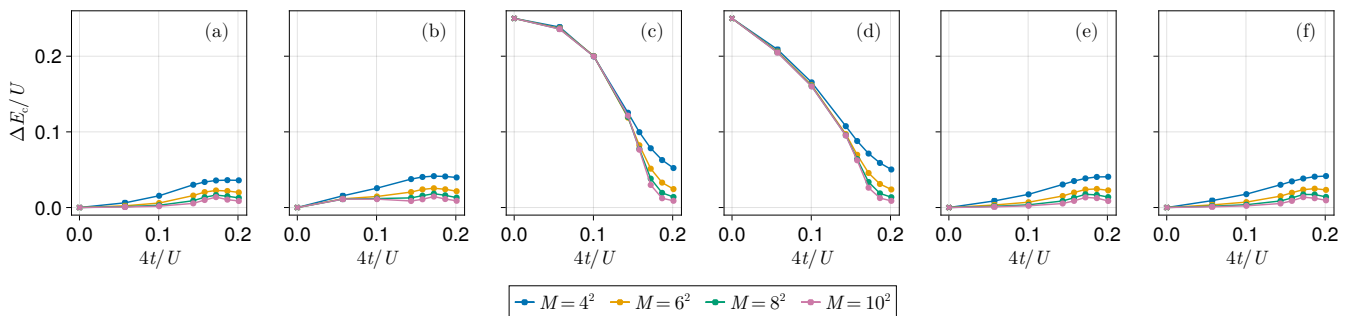 (a) (b) (c) (d) (e) (f)
ΔE_c/U
0.2
0.1
0.0
0.0 0.1 0.2 0.0 0.1 0.2 0.0 0.1 0.2 0.0 0.1 0.2 0.0 0.1 0.2 0.0 0.1 0.2
4t/U 4t/U 4t/U 4t/U 4t/U 4t/U
M = 4² M = 6² M = 8² M = 10²